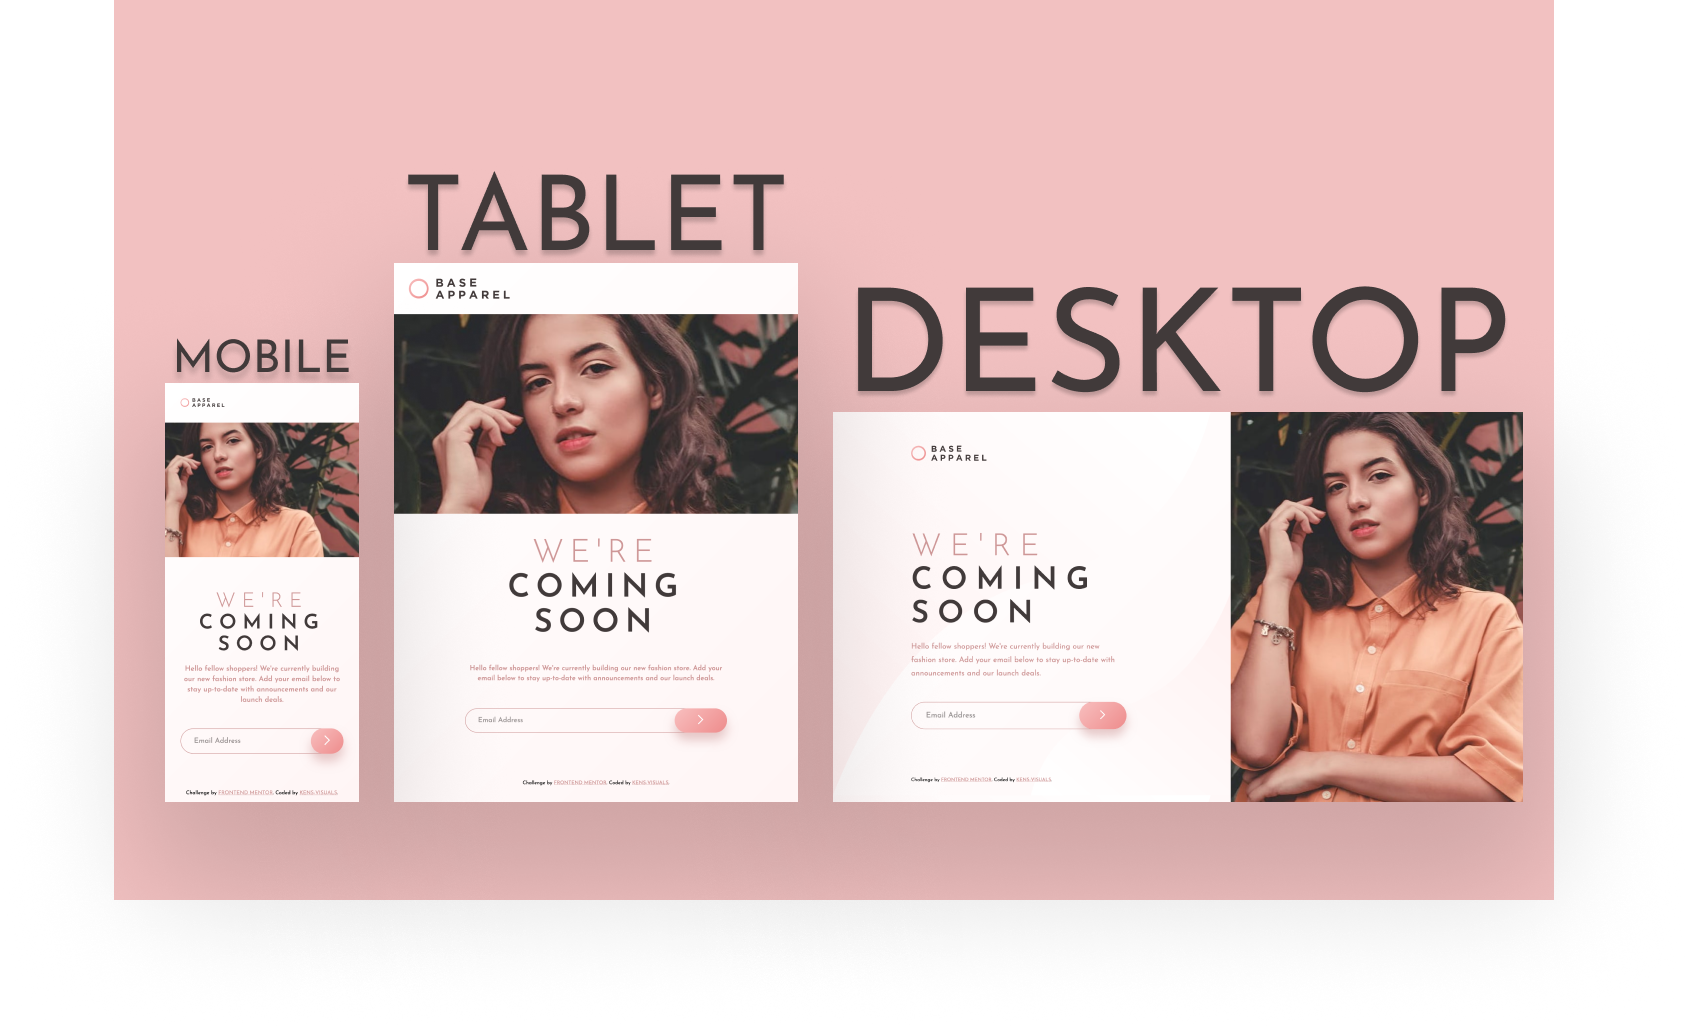 MOBILE
BASE
APPAREL
WE'RE
COMING
SOON
Hello fellow shoppers! We're currently building
our new fashion store. Add your email below to
stay up-to-date with announcements and our
launch deals.
Email Address
Challenge by FRONTEND MENTOR. Coded by KENS.VISUALS.
TABLET
BASE
APPAREL
WE'RE
COMING
SOON
Hello fellow shoppers! We're currently building our new fashion store. Add your
email below to stay up-to-date with announcements and our launch deals.
Email Address
Challenge by FRONTEND MENTOR. Coded by KENS.VISUALS.
DESKTOP
BASE
APPAREL
WE'RE
COMING
SOON
Hello fellow shoppers! We're currently building our new
fashion store. Add your email below to stay up-to-date with
announcements and our launch deals.
Email Address
Challenge by FRONTEND MENTOR. Coded by KENS.VISUALS.